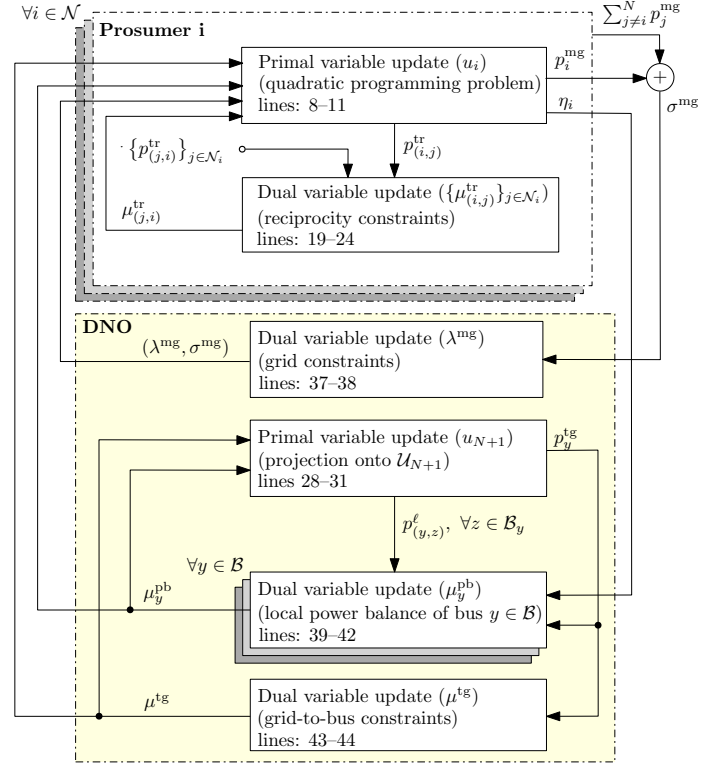 ∀i ∈ 𝒩
∑_{j≠i}^{N} p_j^{mg}
Prosumer i
Primal variable update (u_i)
(quadratic programming problem)
lines: 8–11
p_i^{mg}
+
η_i
σ^{mg}
· {p_{(j,i)}^{tr}}_{j∈𝒩_i}
p_{(i,j)}^{tr}
μ_{(j,i)}^{tr}
Dual variable update ({μ_{(i,j)}^{tr}}_{j∈𝒩_i})
(reciprocity constraints)
lines: 19–24
DNO
(λ^{mg}, σ^{mg})
Dual variable update (λ^{mg})
(grid constraints)
lines: 37–38
Primal variable update (u_{N+1})
(projection onto 𝒰_{N+1})
lines 28–31
p_y^{tg}
p_{(y,z)}^{ℓ}, ∀z ∈ ℬ_y
∀y ∈ ℬ
μ_y^{pb}
Dual variable update (μ_y^{pb})
(local power balance of bus y ∈ ℬ)
lines: 39–42
μ^{tg}
Dual variable update (μ^{tg})
(grid-to-bus constraints)
lines: 43–44